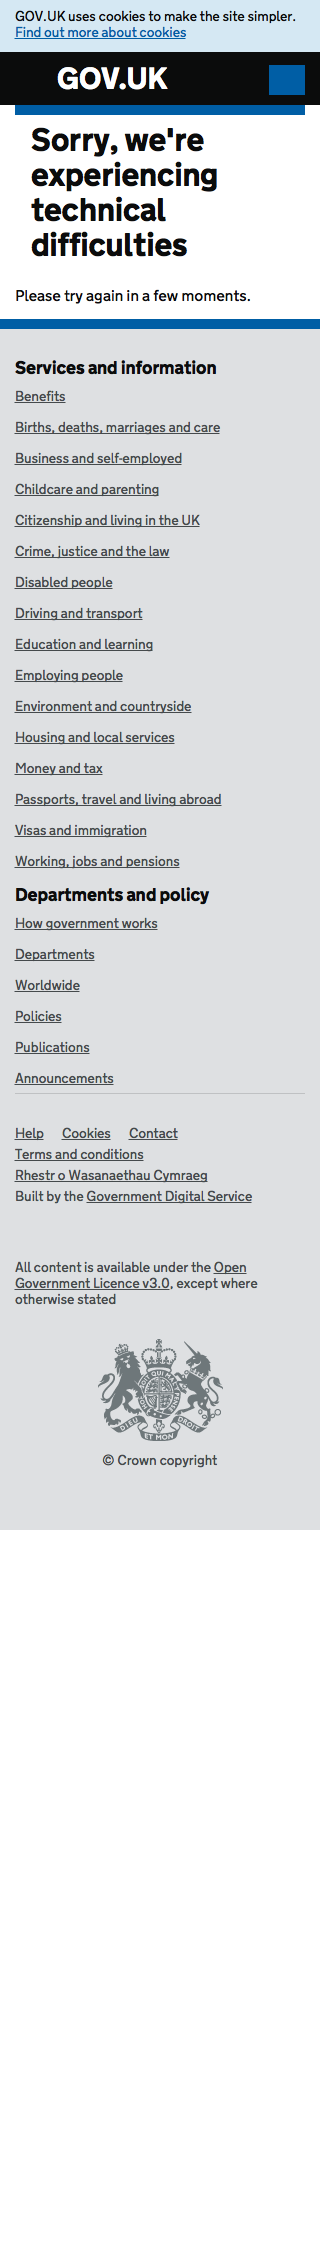 GOV.UK uses cookies to make the site simpler.
Find out more about cookies
GOV.UK
Sorry, we're
experiencing
technical
difficulties
Please try again in a few moments.
Services and information
Benefits
Births, deaths, marriages and care
Business and self-employed
Childcare and parenting
Citizenship and living in the UK
Crime, justice and the law
Disabled people
Driving and transport
Education and learning
Employing people
Environment and countryside
Housing and local services
Money and tax
Passports, travel and living abroad
Visas and immigration
Working, jobs and pensions
Departments and policy
How government works
Departments
Worldwide
Policies
Publications
Announcements
Help Cookies Contact
Terms and conditions
Rhestr o Wasanaethau Cymraeg
Built by the Government Digital Service
All content is available under the Open
Government Licence v3.0, except where
otherwise stated
DIEU ET MON DROIT
© Crown copyright